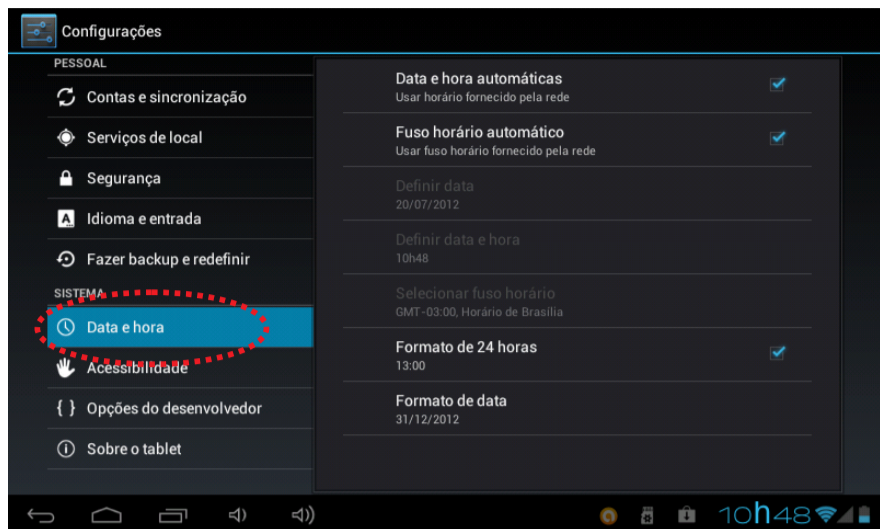 Configurações
PESSOAL
Contas e sincronização
Serviços de local
Segurança
Idioma e entrada
Fazer backup e redefinir
SISTEMA
Data e hora
Acessibilidade
{ } Opções do desenvolvedor
Sobre o tablet
Data e hora automáticas
Usar horário fornecido pela rede
Fuso horário automático
Usar fuso horário fornecido pela rede
Definir data
20/07/2012
Definir data e hora
10h48
Selecionar fuso horário
GMT-03:00, Horário de Brasília
Formato de 24 horas
13:00
Formato de data
31/12/2012
10h48